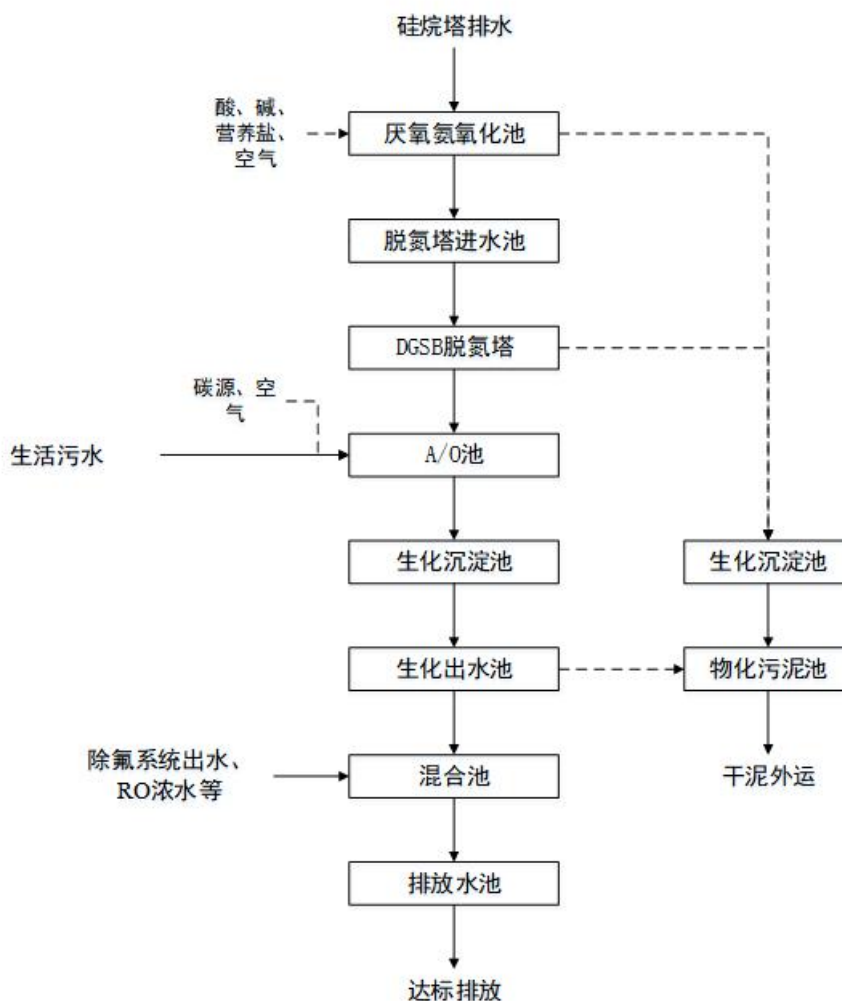 硅烷塔排水
酸、碱、
营养盐、
空气
厌氧氨氧化池
脱氮塔进水池
DGSB脱氮塔
碳源、空
气
生活污水
A/O池
生化沉淀池
生化沉淀池
生化出水池
物化污泥池
除氟系统出水、
RO浓水等
混合池
干泥外运
排放水池
达标排放